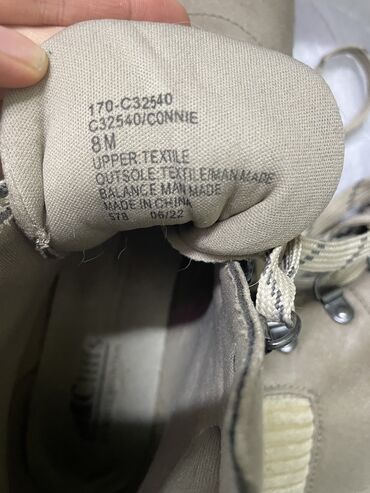 170-C32540
C32540/CONNIE
8 M
UPPER:TEXTILE
OUTSOLE:TEXTILE/MAN MADE
BALANCE MAN MADE
MADE IN CHINA
578 06/22